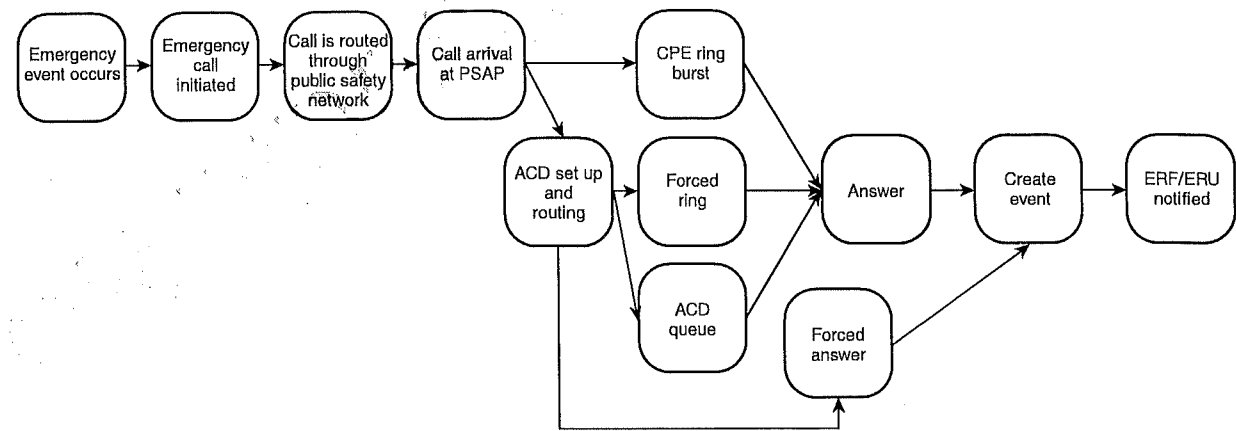 Emergency
event occurs
Emergency
call
initiated
Call is routed
through
public safety
network
Call arrival
at PSAP
CPE ring
burst
ACD set up
and
routing
Forced
ring
ACD
queue
Answer
Forced
answer
Create
event
ERF/ERU
notified